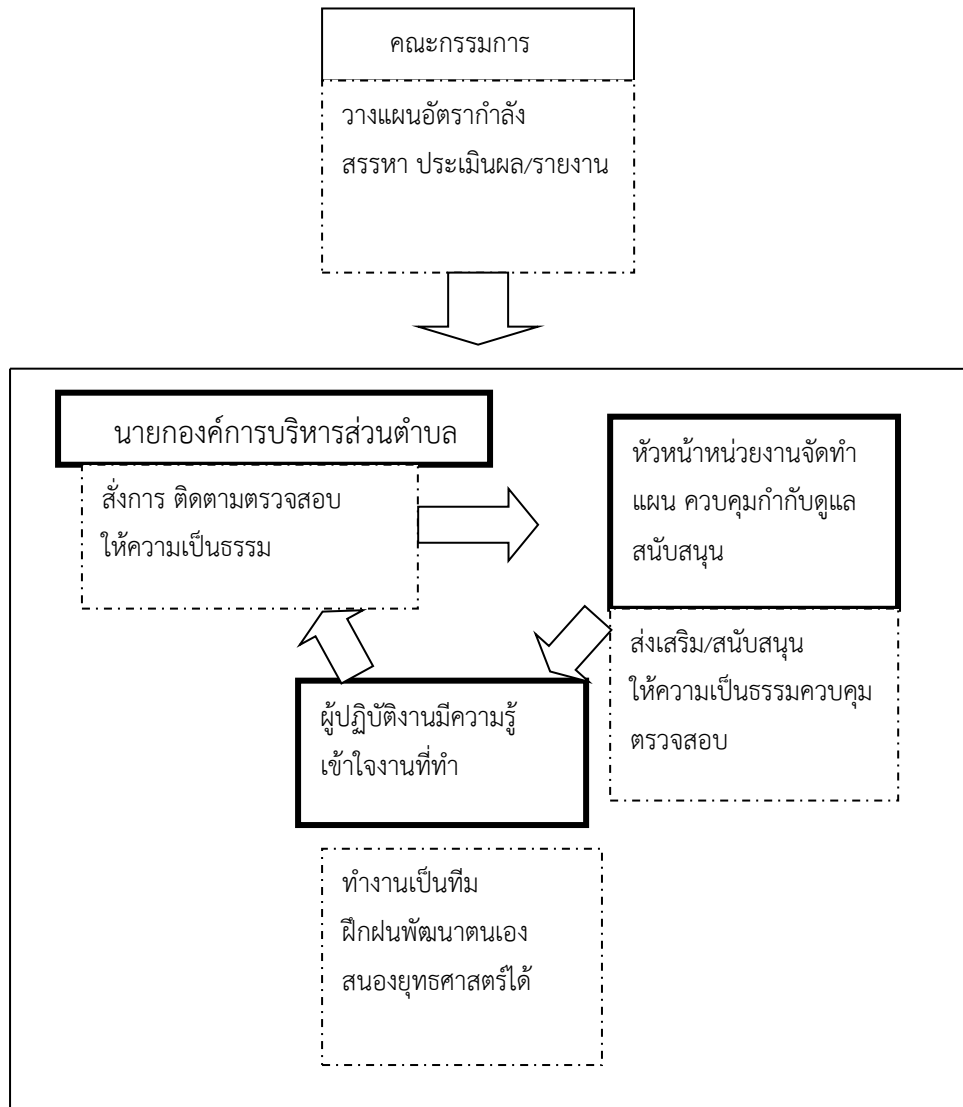 คณะกรรมการ
วางแผนอัตรากำลัง
สรรหา ประเมินผล/รายงาน
นายกองค์การบริหารส่วนตำบล
สั่งการ ติดตามตรวจสอบ
ให้ความเป็นธรรม
หัวหน้าหน่วยงานจัดทำ
แผน ควบคุมกำกับดูแล
สนับสนุน
ส่งเสริม/สนับสนุน
ให้ความเป็นธรรมควบคุม
ตรวจสอบ
ผู้ปฏิบัติงานมีความรู้
เข้าใจงานที่ทำ
ทำงานเป็นทีม
ฝึกฝนพัฒนาตนเอง
สนองยุทธศาสตร์ได้